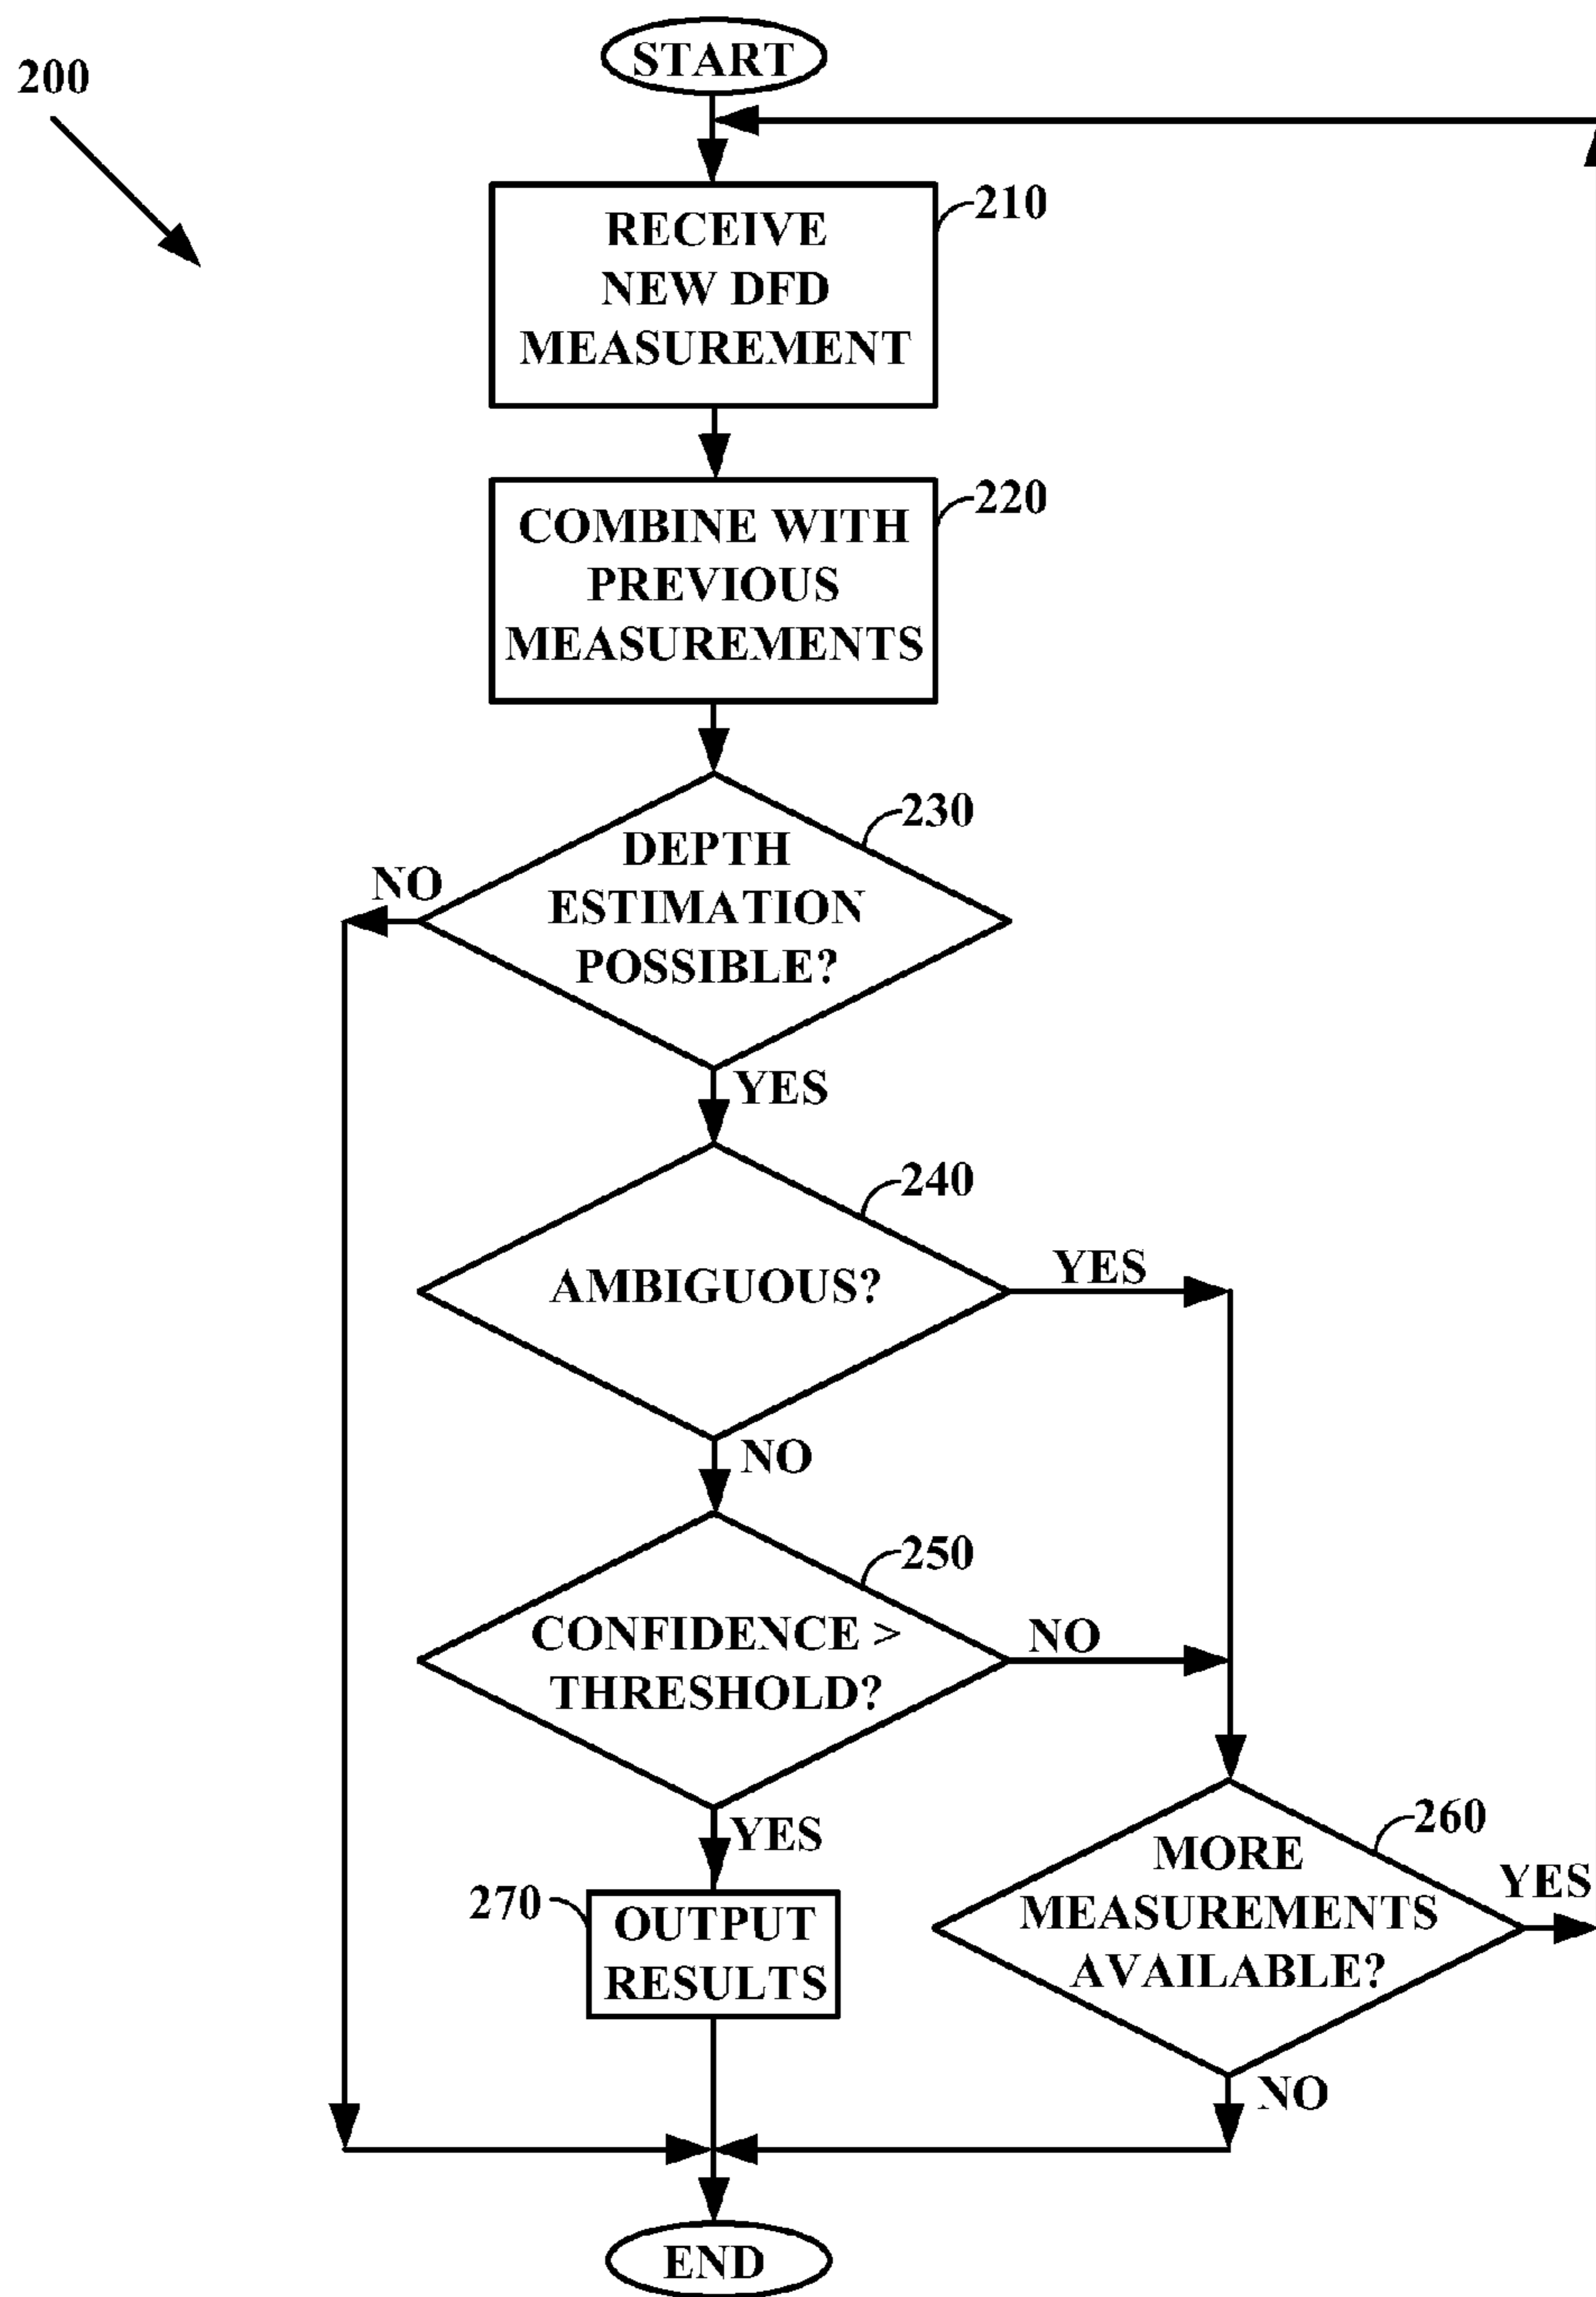 START
200
RECEIVE
NEW DFD
MEASUREMENT
210
COMBINE WITH
PREVIOUS
MEASUREMENTS
220
DEPTH
ESTIMATION
POSSIBLE?
230
NO
YES
AMBIGUOUS?
240
YES
NO
CONFIDENCE >
THRESHOLD?
250
NO
YES
MORE
MEASUREMENTS
AVAILABLE?
260
YES
NO
270
OUTPUT
RESULTS
END